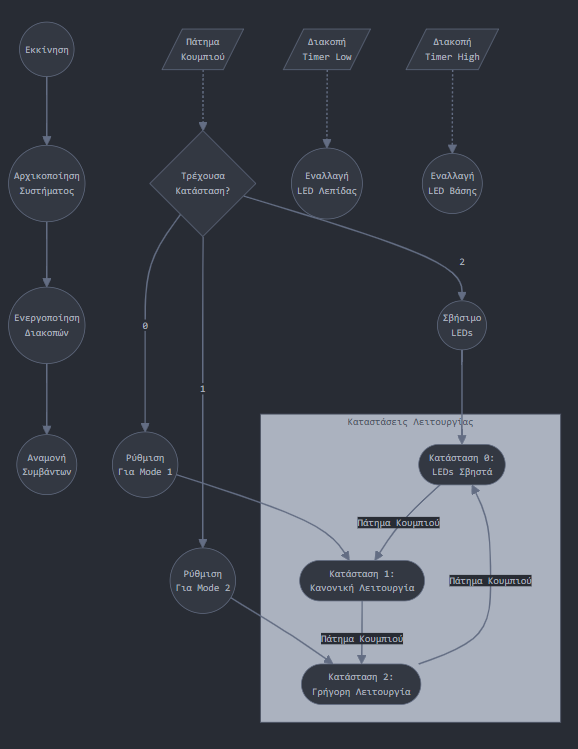 Εκκίνηση
Πάτημα
Κουμπιού
Διακοπή
Timer Low
Διακοπή
Timer High
Αρχικοποίηση
Συστήματος
Τρέχουσα
Κατάσταση?
Εναλλαγή
LED Λεπίδας
Εναλλαγή
LED Βάσης
2
Ενεργοποίηση
Διακοπών
0
Σβήσιμο
LEDs
1
Καταστάσεις Λειτουργίας
Αναμονή
Συμβάντων
Ρύθμιση
Για Mode 1
Κατάσταση 0:
LEDs Σβηστά
Πάτημα Κουμπιού
Ρύθμιση
Για Mode 2
Κατάσταση 1:
Κανονική Λειτουργία
Πάτημα Κουμπιού
Πάτημα Κουμπιού
Κατάσταση 2:
Γρήγορη Λειτουργία